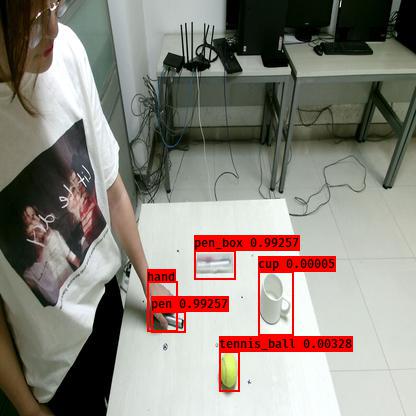 pen_box 0.99257
cup 0.00005
hand
pen 0.99257
tennis_ball 0.00328